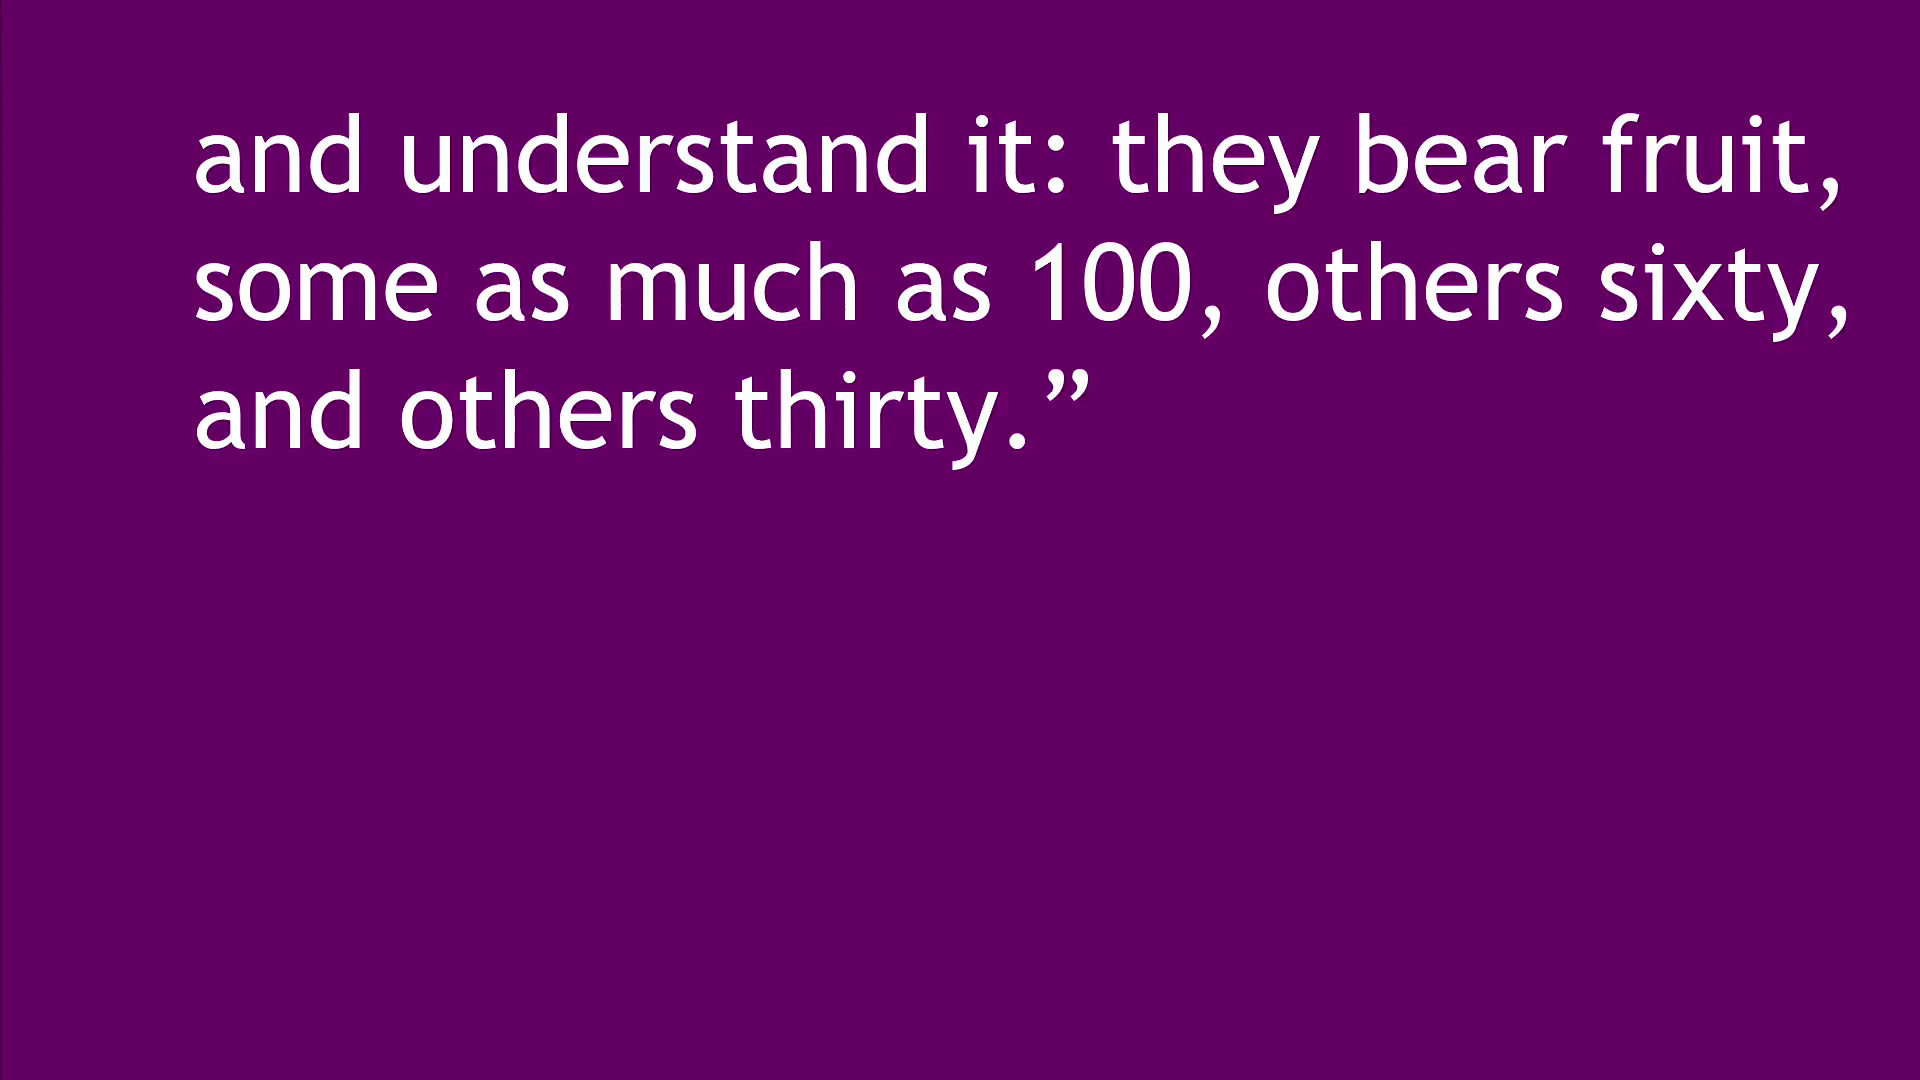 and understand it: they bear fruit,
some as much as 100, others sixty,
and others thirty.”